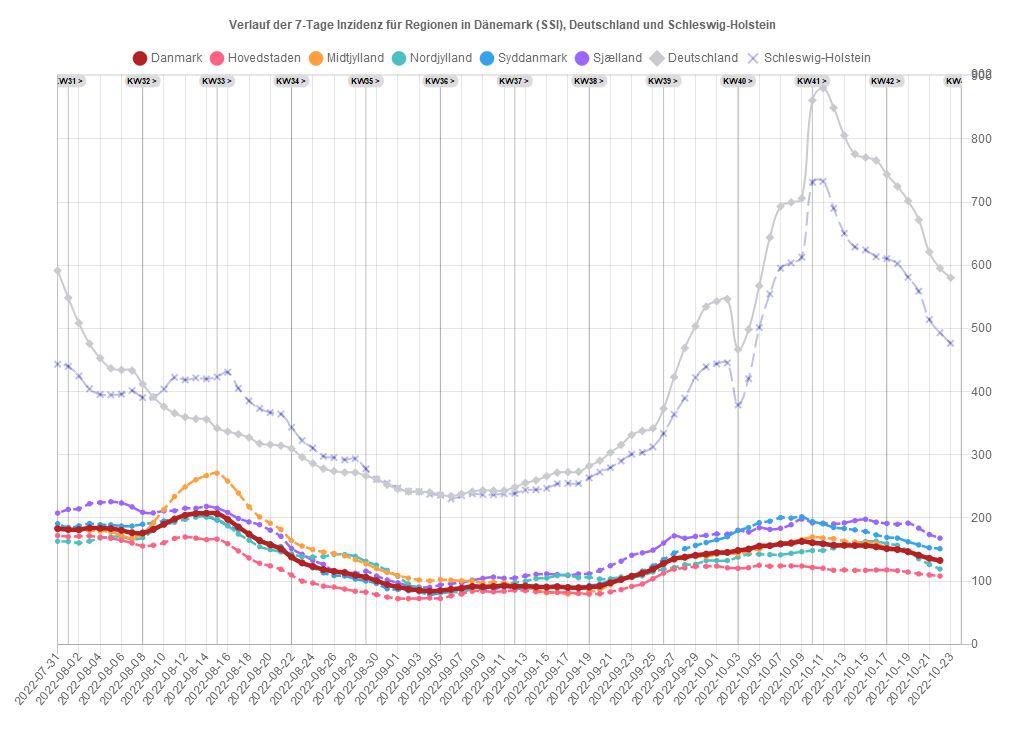 Verlauf der 7-Tage Inzidenz für Regionen in Dänemark (SSI), Deutschland und Schleswig-Holstein
Danmark Hovedstaden Midtjylland Nordjylland Syddanmark Sjælland Deutschland Schleswig-Holstein
KW31 > KW32 > KW33 > KW34 > KW35 > KW36 > KW37 > KW38 > KW39 > KW40 > KW41 > KW42 >
900
800
700
600
500
400
300
200
100
0
2022-07-31 2022-08-02 2022-08-04 2022-08-06 2022-08-08 2022-08-10 2022-08-12 2022-08-14 2022-08-16 2022-08-18 2022-08-20 2022-08-22 2022-08-24 2022-08-26 2022-08-28 2022-08-30 2022-09-01 2022-09-03 2022-09-05 2022-09-07 2022-09-09 2022-09-11 2022-09-13 2022-09-15 2022-09-17 2022-09-19 2022-09-21 2022-09-23 2022-09-25 2022-09-27 2022-09-29 2022-10-01 2022-10-03 2022-10-05 2022-10-07 2022-10-09 2022-10-11 2022-10-13 2022-10-15 2022-10-17 2022-10-19 2022-10-21 2022-10-23